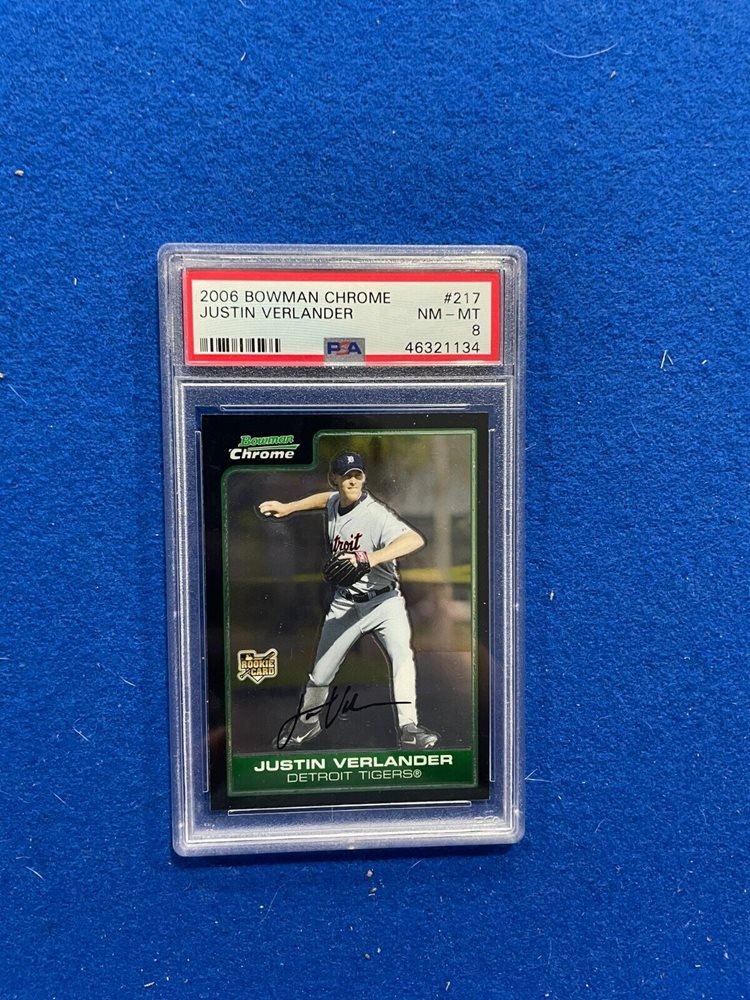 2006 BOWMAN CHROME #217
JUSTIN VERLANDER NM - MT
8
PSA 46321134
Bowman
Chrome
D
troit
ROOKIE
CARD
JUSTIN VERLANDER
DETROIT TIGERS®